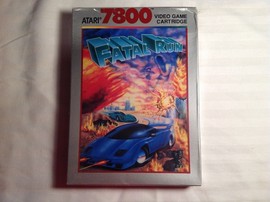 ATARI 7800 VIDEO GAME
CARTRIDGE
FATAL RUN